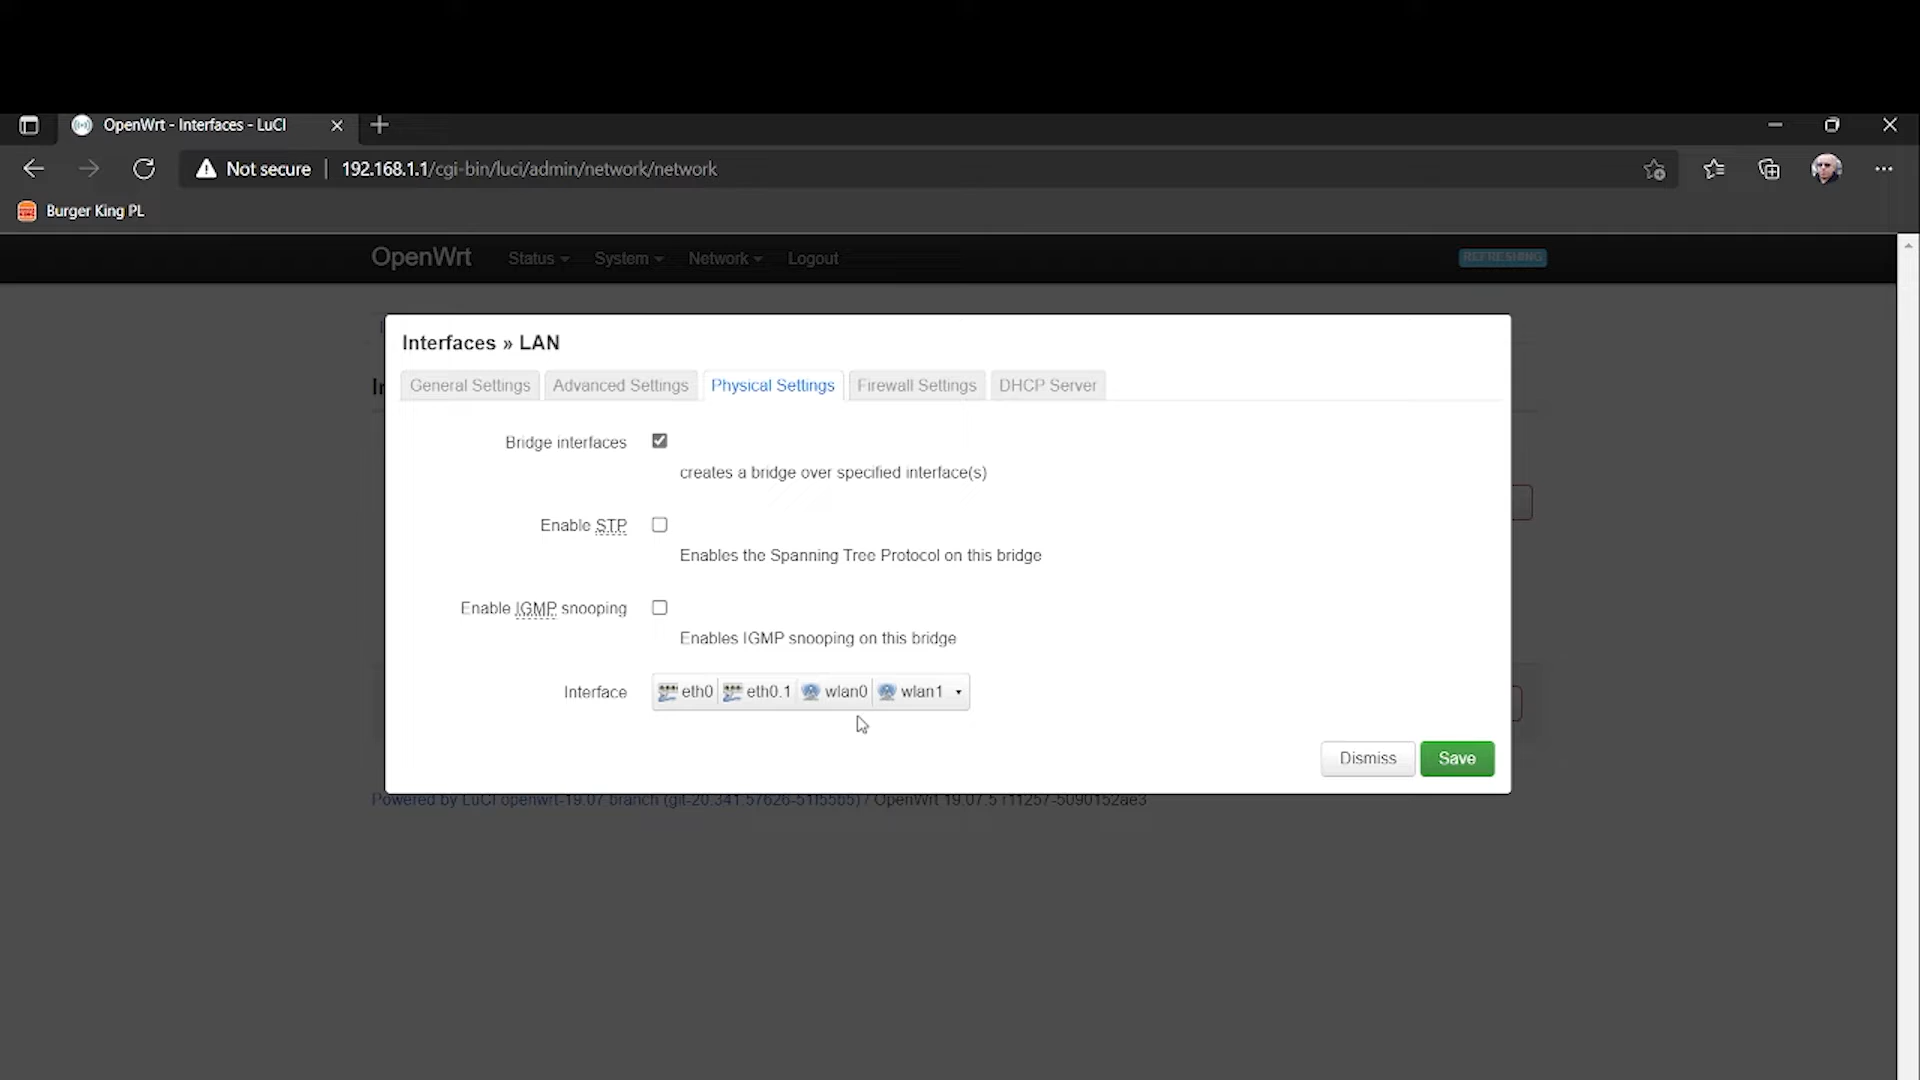 OpenWrt - Interfaces - LuCI
Not secure | 192.168.1.1/cgi-bin/luci/admin/network/network
Burger King PL
OpenWrt Status System Network Logout REFRESHING
Interfaces » LAN
General Settings Advanced Settings Physical Settings Firewall Settings DHCP Server
Bridge interfaces
creates a bridge over specified interface(s)
Enable STP
Enables the Spanning Tree Protocol on this bridge
Enable IGMP snooping
Enables IGMP snooping on this bridge
Interface eth0 eth0.1 wlan0 wlan1
Dismiss Save
Powered by LuCI openwrt-19.07 branch (git-20.341.57626-51f55b5) / OpenWrt 19.07.5 r11257-5090152ae3